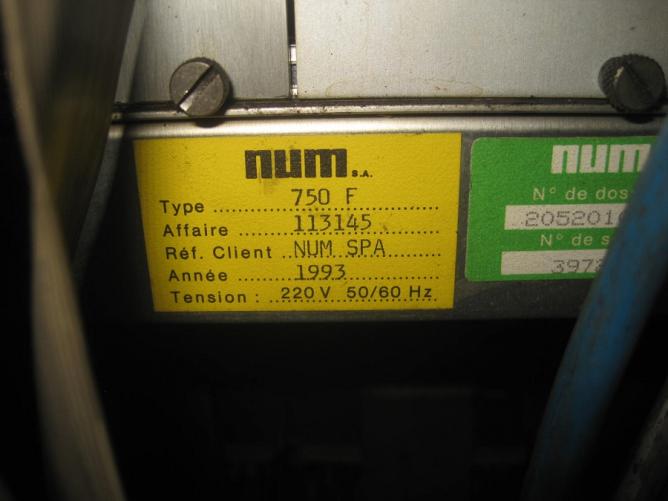 num S.A.
Type 750 F
Affaire 113145
Réf. Client NUM SPA
Année 1993
Tension : 220 V 50/60 Hz
num
N° de
N° de